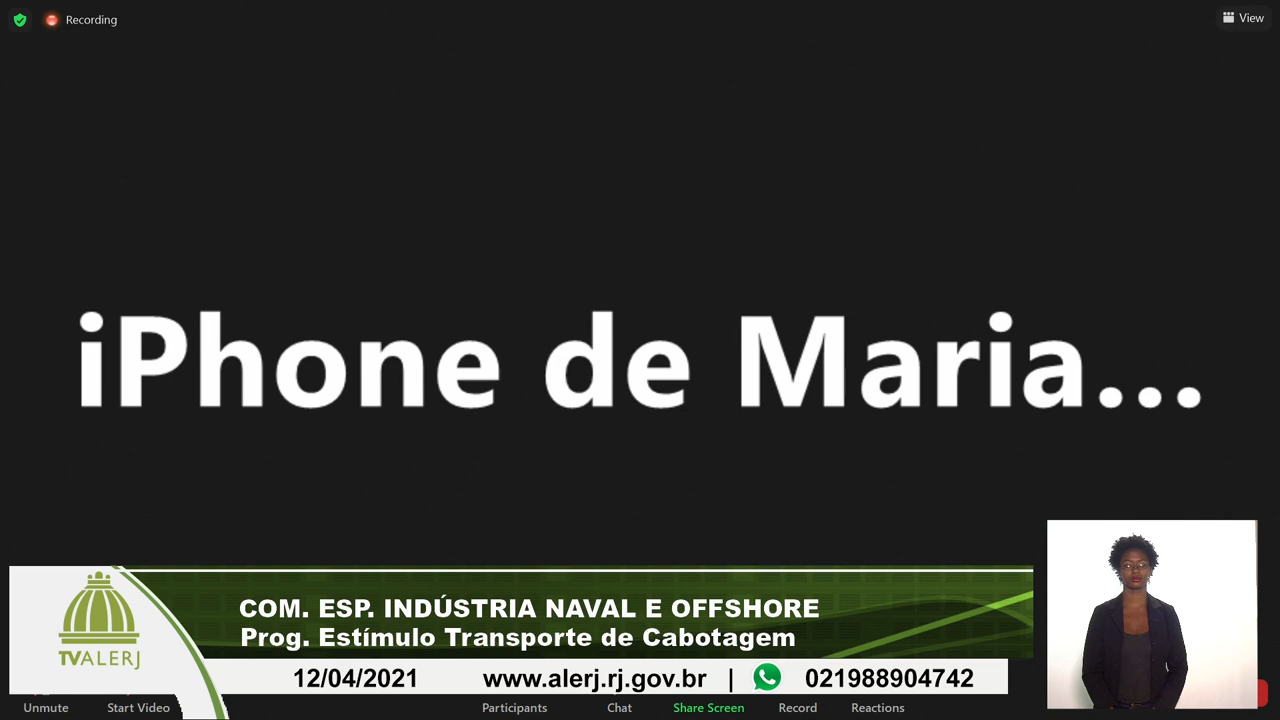 Recording
View
iPhone de Maria...
COM. ESP. INDÚSTRIA NAVAL E OFFSHORE
Prog. Estímulo Transporte de Cabotagem
TVALERJ
12/04/2021 www.alerj.rj.gov.br | 021988904742
Unmute Start Video Participants Chat Share Screen Record Reactions